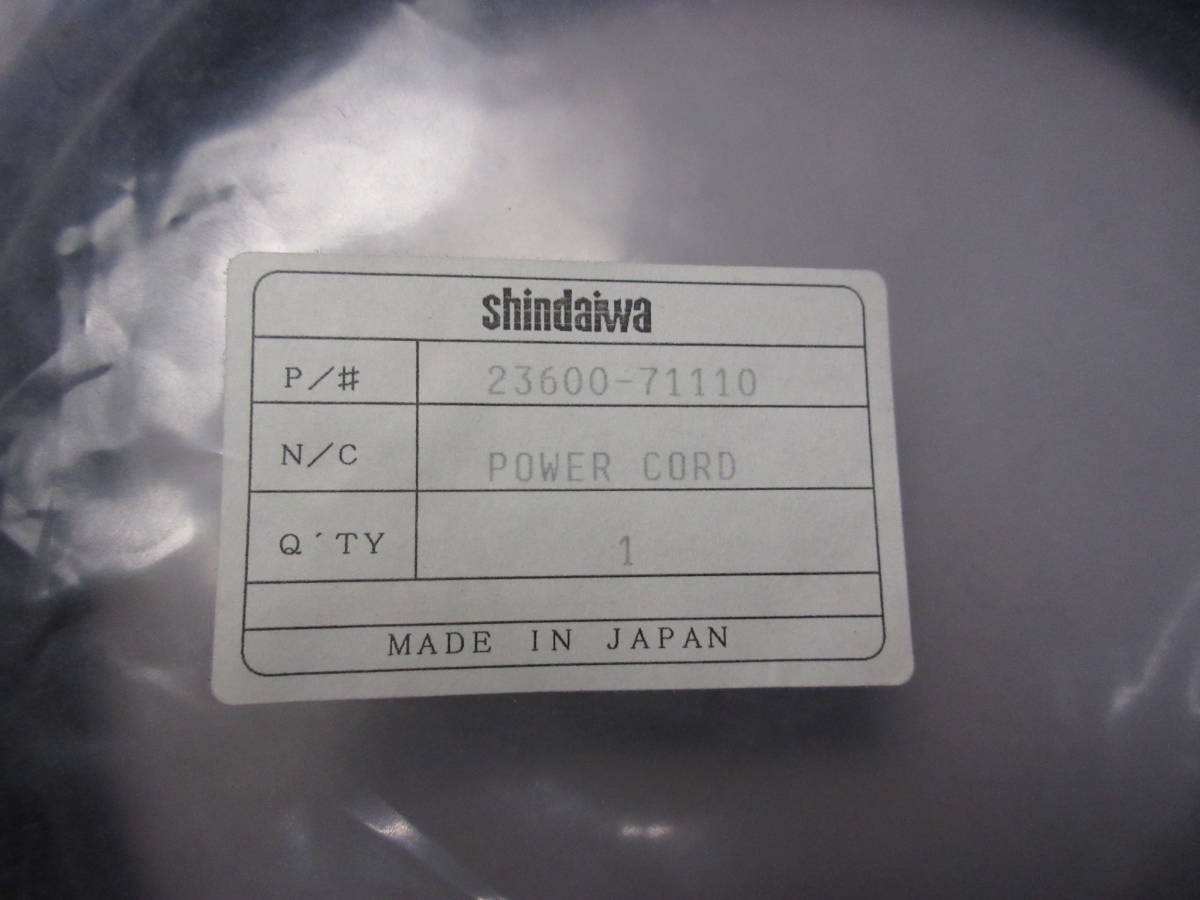 shindaiwa
P/# 23600-71110
N/C POWER CORD
Q´TY 1
MADE IN JAPAN